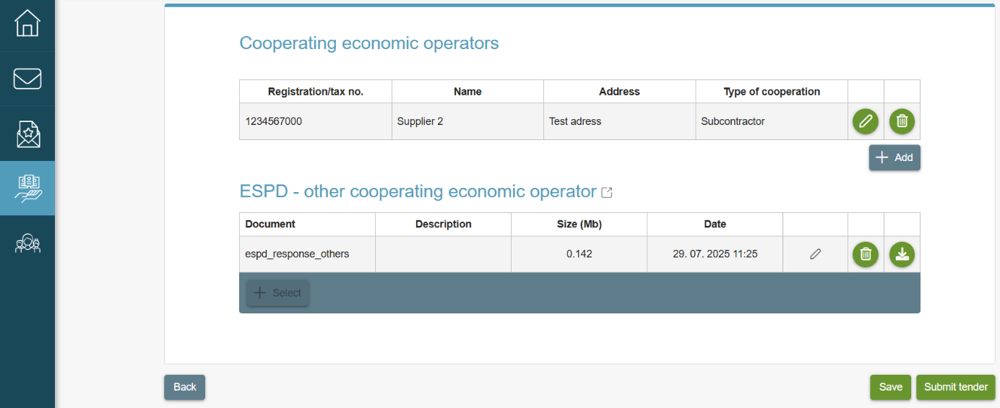 Cooperating economic operators
Registration/tax no. Name Address Type of cooperation
1234567000 Supplier 2 Test adress Subcontractor
Add
ESPD - other cooperating economic operator
Document Description Size (Mb) Date
espd_response_others 0.142 29. 07. 2025 11:25
Select
Back Save Submit tender